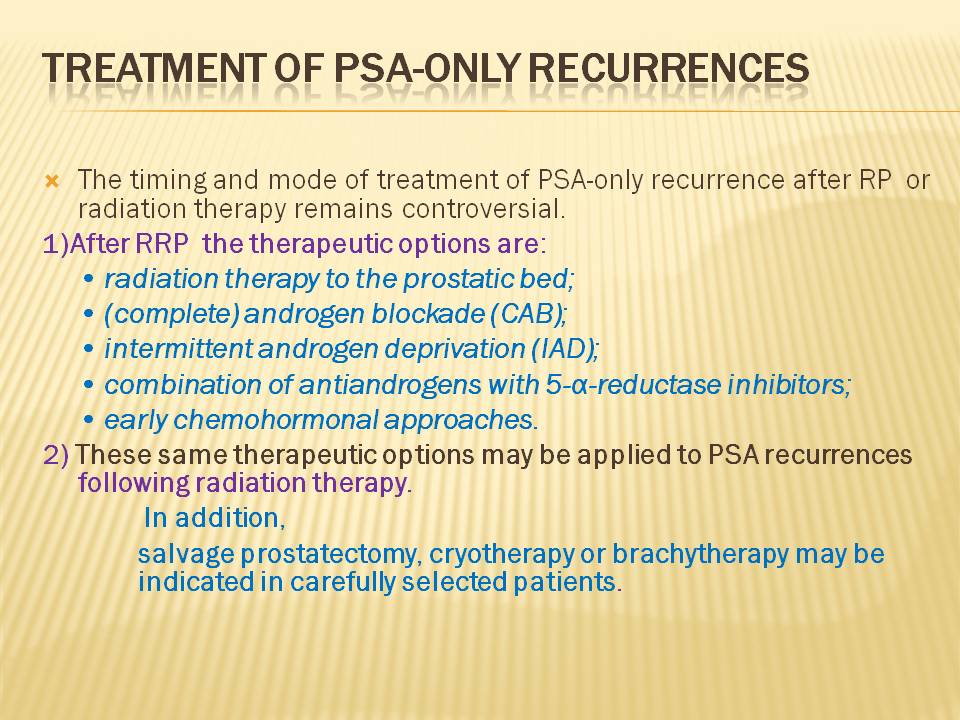 TREATMENT OF PSA-ONLY RECURRENCES
The timing and mode of treatment of PSA-only recurrence after RP or
radiation therapy remains controversial.
1)After RRP the therapeutic options are:
• radiation therapy to the prostatic bed;
• (complete) androgen blockade (CAB);
• intermittent androgen deprivation (IAD);
• combination of antiandrogens with 5-α-reductase inhibitors;
• early chemohormonal approaches.
2) These same therapeutic options may be applied to PSA recurrences
following radiation therapy.
In addition,
salvage prostatectomy, cryotherapy or brachytherapy may be
indicated in carefully selected patients.